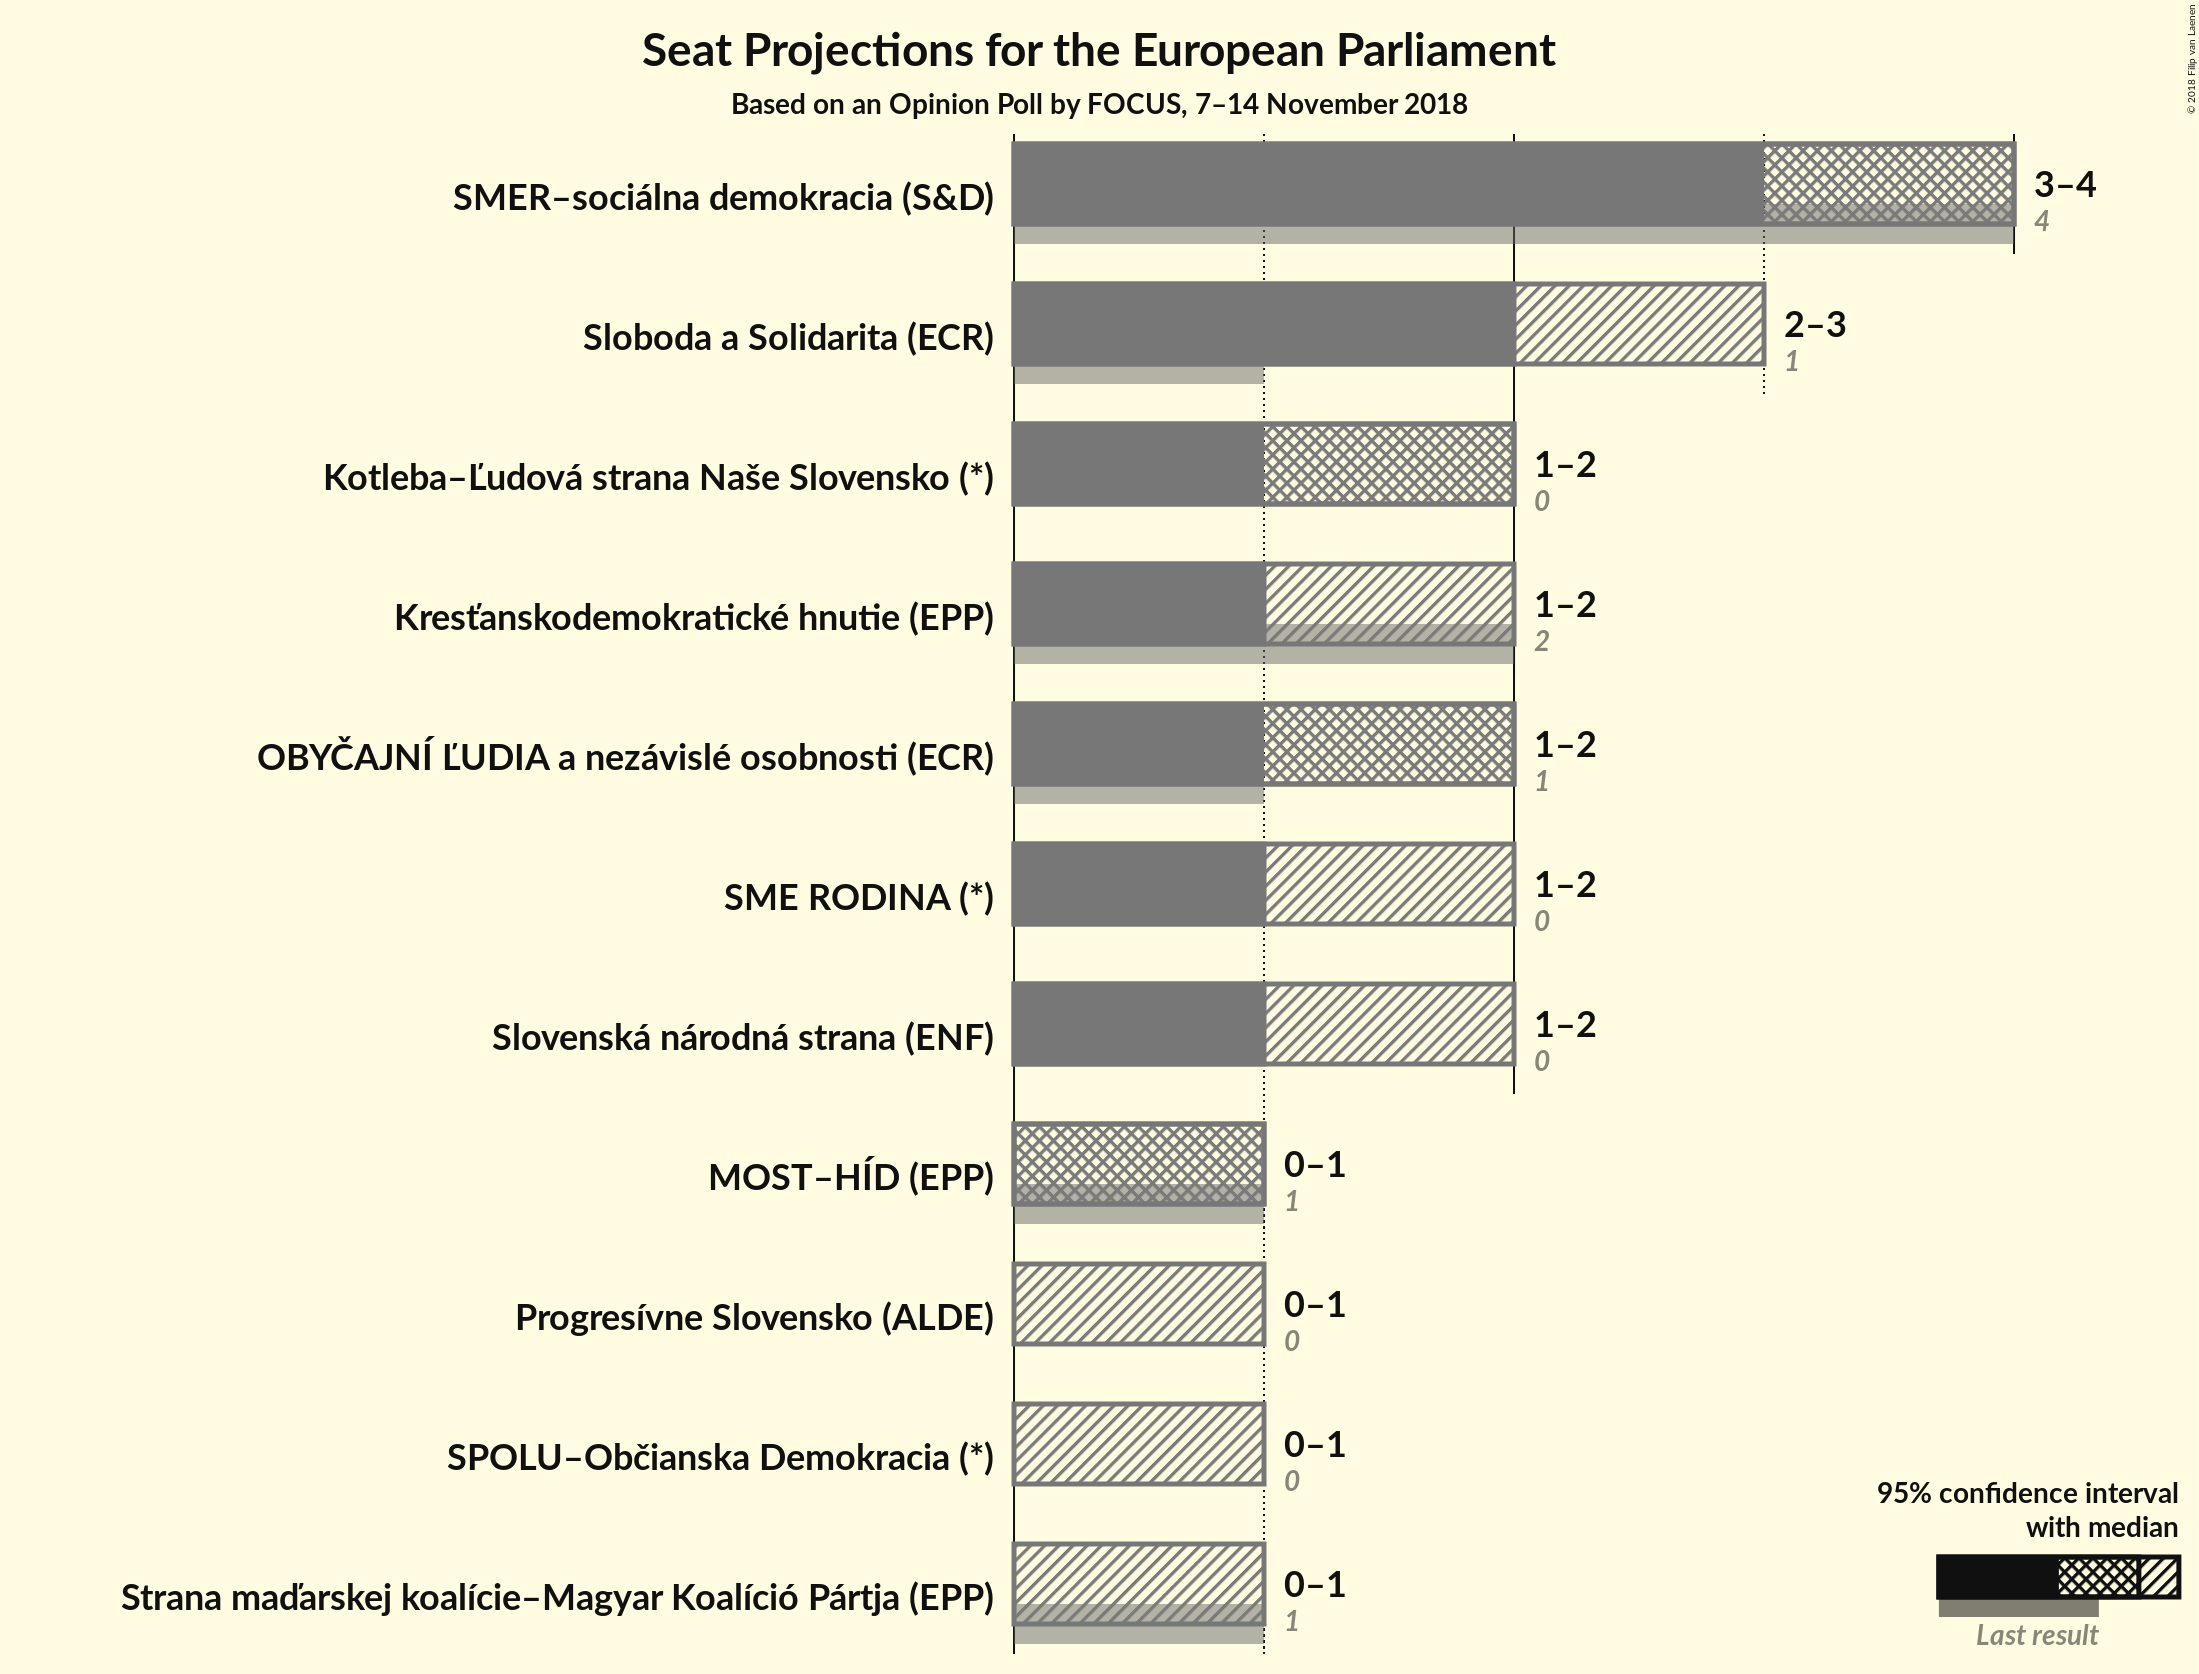 Seat Projections for the European Parliament
Based on an Opinion Poll by FOCUS, 7–14 November 2018
© 2018 Filip van Laenen
SMER–sociálna demokracia (S&D)
3–4
4
Sloboda a Solidarita (ECR)
2–3
1
Kotleba–Ľudová strana Naše Slovensko (*)
1–2
0
Kresťanskodemokratické hnutie (EPP)
1–2
2
OBYČAJNÍ ĽUDIA a nezávislé osobnosti (ECR)
1–2
1
SME RODINA (*)
1–2
0
Slovenská národná strana (ENF)
1–2
0
MOST–HÍD (EPP)
0–1
1
Progresívne Slovensko (ALDE)
0–1
0
SPOLU–Občianska Demokracia (*)
0–1
0
Strana maďarskej koalície–Magyar Koalíció Pártja (EPP)
0–1
1
95% confidence interval
with median
Last result